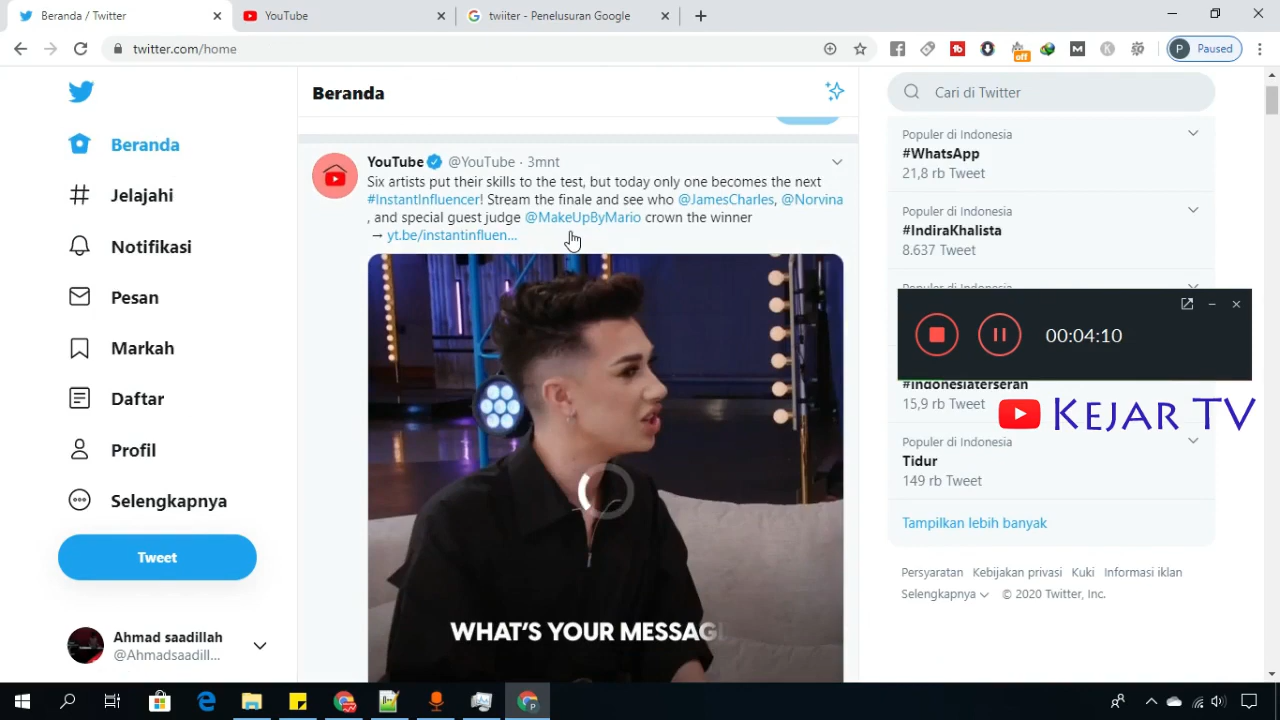 Beranda / Twitter
YouTube
twiiter - Penelusuran Google
twitter.com/home
off
P Paused
Beranda
Jelajahi
Notifikasi
Pesan
Markah
Daftar
Profil
Selengkapnya
Tweet
Ahmad saadillah
@Ahmadsaadill...
Beranda
YouTube @YouTube · 3mnt
Six artists put their skills to the test, but today only one becomes the next
#InstantInfluencer! Stream the finale and see who @JamesCharles, @Norvina
, and special guest judge @MakeUpByMario crown the winner
→ yt.be/instantinfluen...
WHAT'S YOUR MESSAG
Cari di Twitter
Populer di Indonesia
#WhatsApp
21,8 rb Tweet
Populer di Indonesia
#IndiraKhalista
8.637 Tweet
Populer di Indonesia
00:04:10
#indonesiaterserah
15,9 rb Tweet
KEJAR TV
Populer di Indonesia
Tidur
149 rb Tweet
Tampilkan lebih banyak
Persyaratan Kebijakan privasi Kuki Informasi iklan
Selengkapnya © 2020 Twitter, Inc.